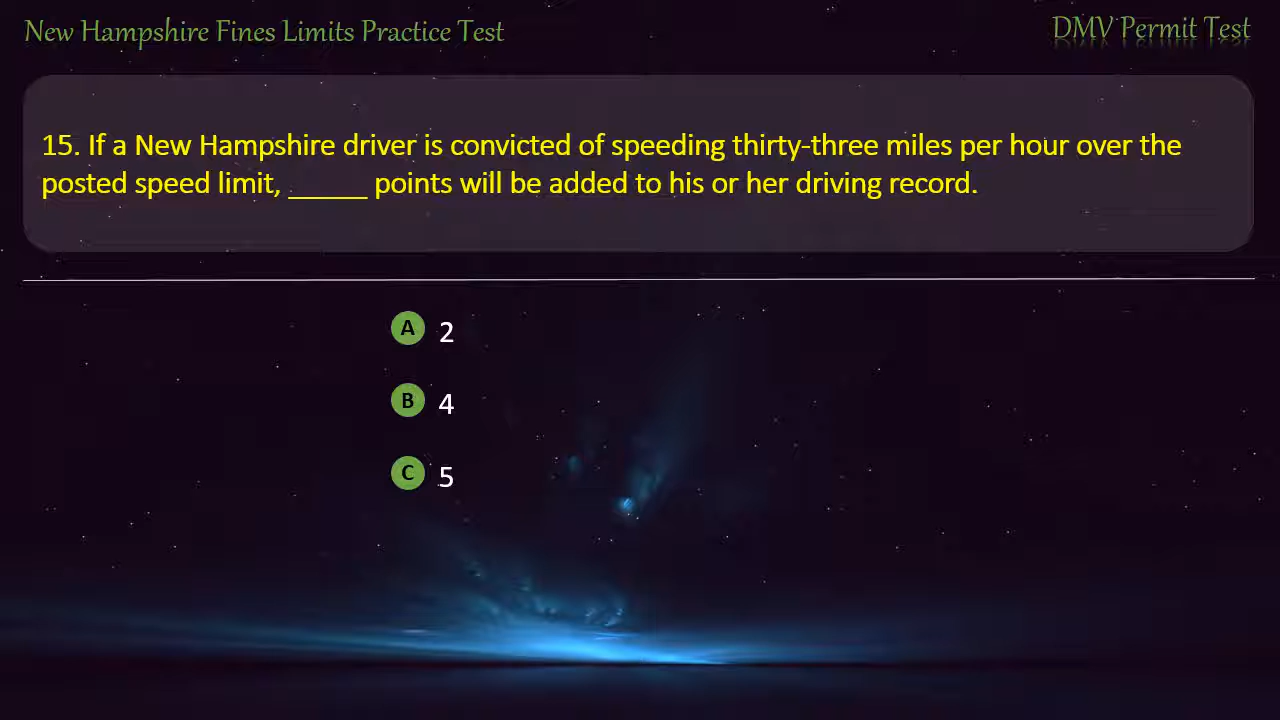 New Hampshire Fines Limits Practice Test
DMV Permit Test
15. If a New Hampshire driver is convicted of speeding thirty-three miles per hour over the
posted speed limit, _____ points will be added to his or her driving record.
A 2
B 4
C 5